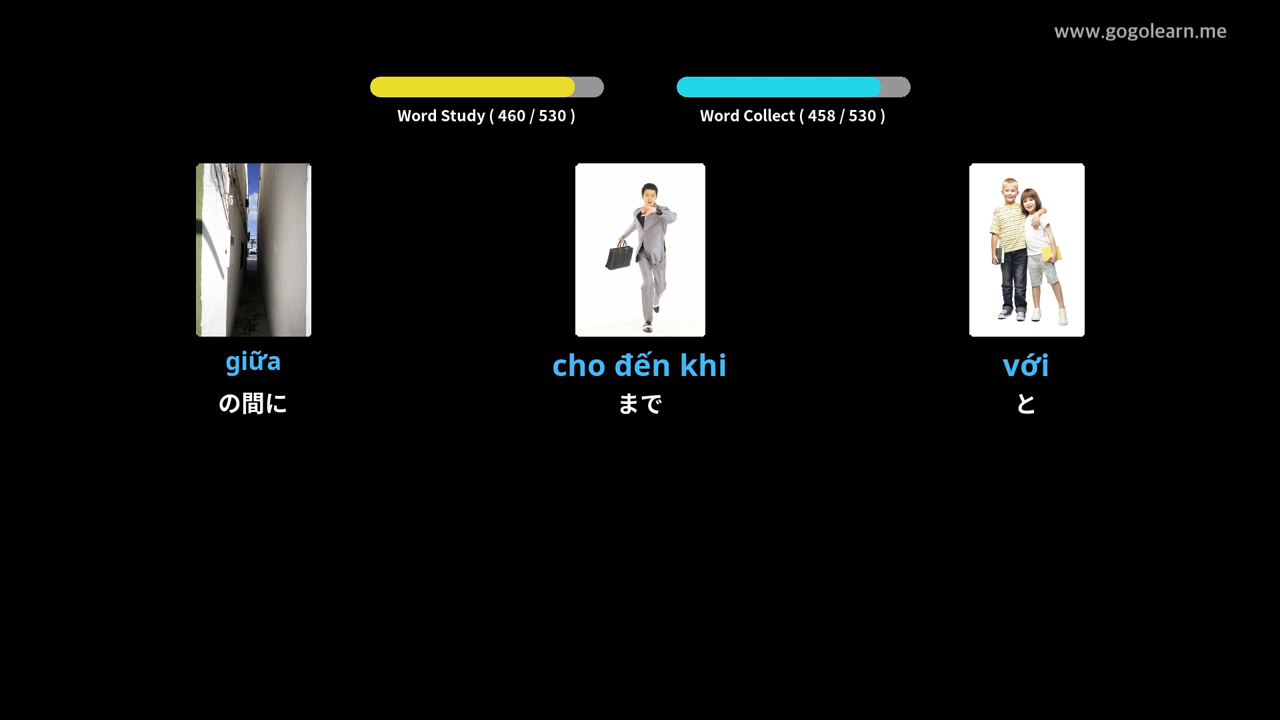 www.gogolearn.me
Word Study ( 460 / 530 )
Word Collect ( 458 / 530 )
giữa
cho đến khi
với
の間に
まで
と